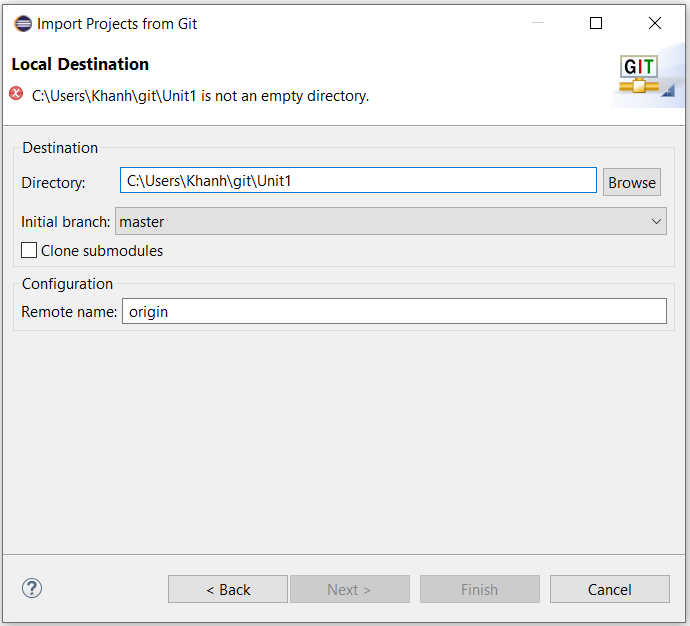 Import Projects from Git
Local Destination
C:\Users\Khanh\git\Unit1 is not an empty directory.
GIT
Destination
Directory: C:\Users\Khanh\git\Unit1 Browse
Initial branch: master
Clone submodules
Configuration
Remote name: origin
? < Back Next > Finish Cancel